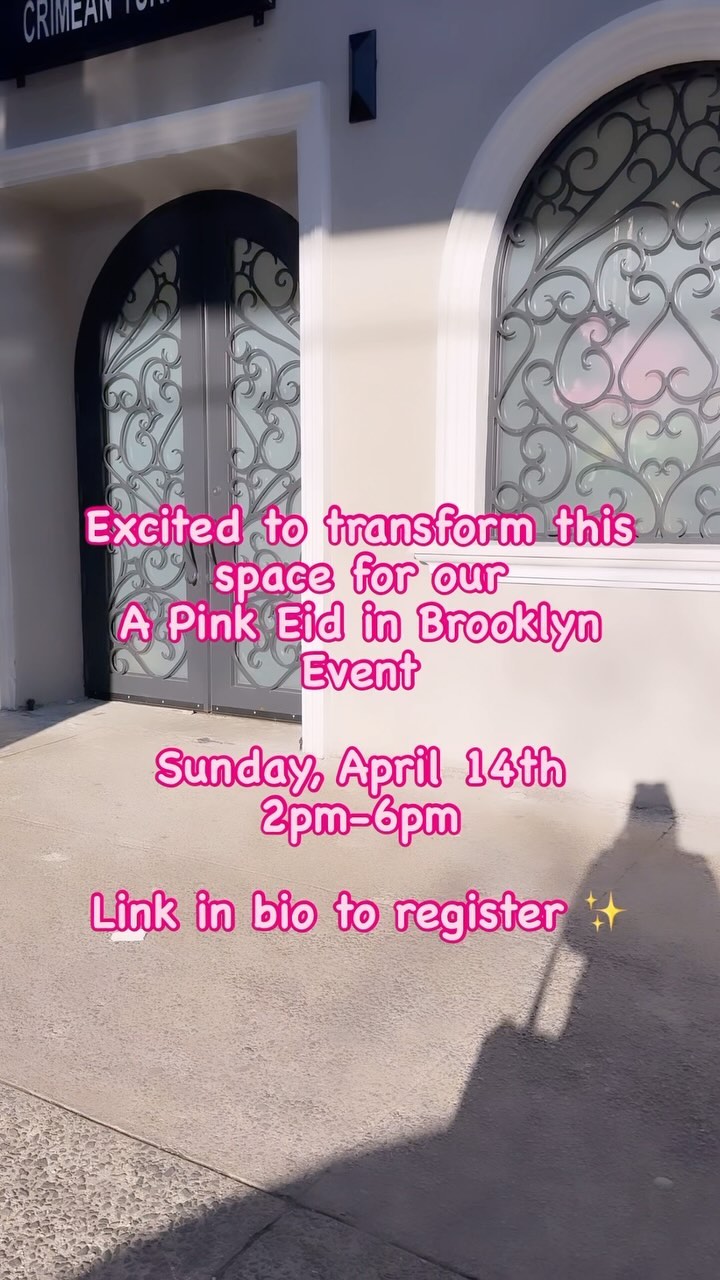 CRIMEAN
Excited to transform this
space for our
A Pink Eid in Brooklyn
Event
Sunday, April 14th
2pm-6pm
Link in bio to register ✨